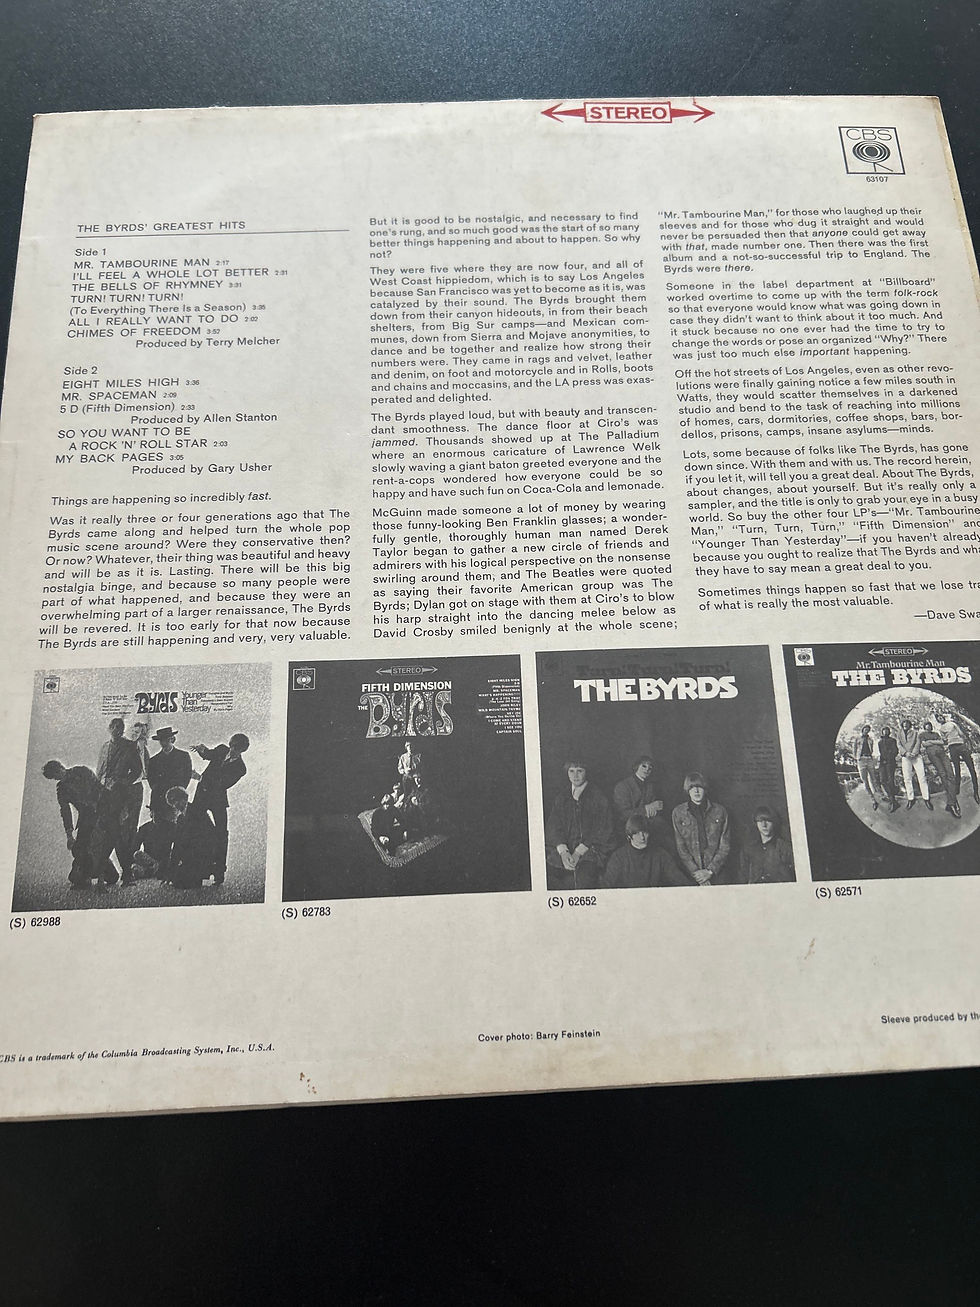 STEREO
CBS
63107
THE BYRDS' GREATEST HITS
Side 1
MR. TAMBOURINE MAN 2:17
I'LL FEEL A WHOLE LOT BETTER 2:31
THE BELLS OF RHYMNEY 3:31
TURN! TURN! TURN!
(To Everything There Is a Season) 3:35
ALL I REALLY WANT TO DO 2:02
CHIMES OF FREEDOM 3:52
Produced by Terry Melcher
Side 2
EIGHT MILES HIGH 3:36
MR. SPACEMAN 2:09
5 D (Fifth Dimension) 2:33
Produced by Allen Stanton
SO YOU WANT TO BE
A ROCK 'N' ROLL STAR 2:03
MY BACK PAGES 3:05
Produced by Gary Usher
Things are happening so incredibly fast.
Was it really three or four generations ago that The
Byrds came along and helped turn the whole pop
music scene around? Were they conservative then?
Or now? Whatever, their thing was beautiful and heavy
and will be as it is. Lasting. There will be this big
nostalgia binge, and because so many people were
part of what happened, and because they were an
overwhelming part of a larger renaissance, The Byrds
will be revered. It is too early for that now because
The Byrds are still happening and very, very valuable.
But it is good to be nostalgic, and necessary to find
one's rung, and so much good was the start of so many
better things happening and about to happen. So why
not?
They were five where they are now four, and all of
West Coast hippiedom, which is to say Los Angeles
because San Francisco was yet to become as it is, was
catalyzed by their sound. The Byrds brought them
down from their canyon hideouts, in from their beach
shelters, from Big Sur camps—and Mexican com-
munes, down from Sierra and Mojave anonymities, to
dance and be together and realize how strong their
numbers were. They came in rags and velvet, leather
and denim, on foot and motorcycle and in Rolls, boots
and chains and moccasins, and the LA press was exas-
perated and delighted.
The Byrds played loud, but with beauty and transcen-
dant smoothness. The dance floor at Ciro's was
jammed. Thousands showed up at The Palladium
where an enormous caricature of Lawrence Welk
slowly waving a giant baton greeted everyone and the
rent-a-cops wondered how everyone could be so
happy and have such fun on Coca-Cola and lemonade.
McGuinn made someone a lot of money by wearing
those funny-looking Ben Franklin glasses; a wonder-
fully gentle, thoroughly human man named Derek
Taylor began to gather a new circle of friends and
admirers with his logical perspective on the nonsense
swirling around them; and The Beatles were quoted
as saying their favorite American group was The
Byrds; Dylan got on stage with them at Ciro's to blow
his harp straight into the dancing melee below as
David Crosby smiled benignly at the whole scene;
"Mr. Tambourine Man," for those who laughed up their
sleeves and for those who dug it straight and would
never be persuaded then that anyone could get away
with that, made number one. Then there was the first
album and a not-so-successful trip to England. The
Byrds were there.
Someone in the label department at "Billboard"
worked overtime to come up with the term folk-rock
so that everyone would know what was going down in
case they didn't want to think about it too much. And
it stuck because no one ever had the time to try to
change the words or pose an organized "Why?" There
was just too much else important happening.
Off the hot streets of Los Angeles, even as other revo-
lutions were finally gaining notice a few miles south in
Watts, they would scatter themselves in a darkened
studio and bend to the task of reaching into millions
of homes, cars, dormitories, coffee shops, bars, bor-
dellos, prisons, camps, insane asylums—minds.
Lots, some because of folks like The Byrds, has gone
down since. With them and with us. The record herein,
if you let it, will tell you a great deal. About The Byrds,
about changes, about yourself. But it's really only a
sampler, and the title is only to grab your eye in a busy
world. So buy the other four LP's—"Mr. Tambourine
Man," "Turn, Turn, Turn," "Fifth Dimension" and
"Younger Than Yesterday"—if you haven't already
because you ought to realize that The Byrds and wh
they have to say mean a great deal to you.
Sometimes things happen so fast that we lose tra
of what is really the most valuable.
—Dave Swa
BYRDS Younger
Than
Yesterday
(S) 62988
STEREO
FIFTH DIMENSION
THE BYRDS
(S) 62783
Turn! Turn! Turn!
THE BYRDS
(S) 62652
STEREO
Mr. Tambourine Man
THE BYRDS
(S) 62571
CBS is a trademark of the Columbia Broadcasting System, Inc., U.S.A.
Cover photo: Barry Feinstein
Sleeve produced by the